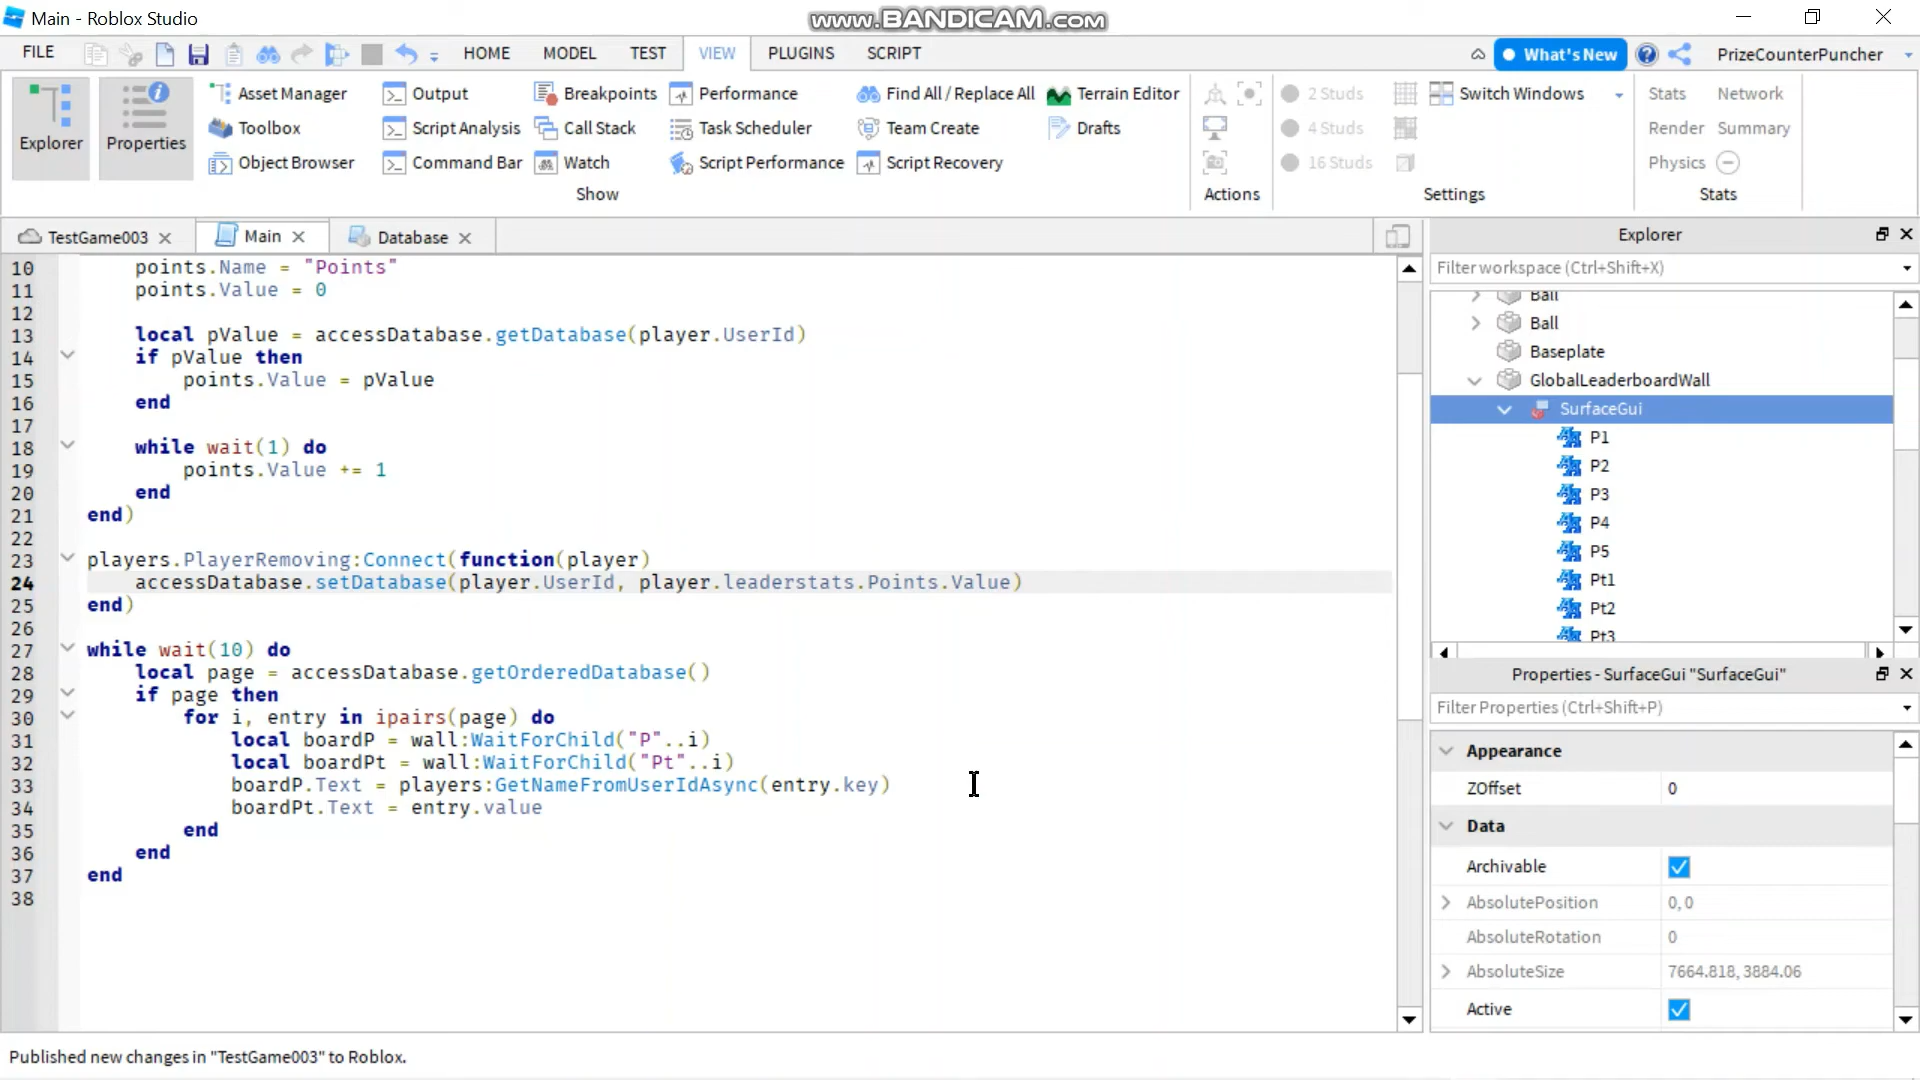 Main - Roblox Studio
www.BANDICAM.com
FILE
HOME
MODEL
TEST
VIEW
PLUGINS
SCRIPT
What's New
PrizeCounterPuncher
Explorer
Properties
Asset Manager
Toolbox
Object Browser
Output
Script Analysis
Command Bar
Breakpoints
Call Stack
Watch
Performance
Task Scheduler
Script Performance
Find All / Replace All
Team Create
Script Recovery
Terrain Editor
Drafts
Show
Actions
2 Studs
4 Studs
16 Studs
Switch Windows
Settings
Stats Network
Render Summary
Physics
Stats
TestGame003
Main
Database
10 points.Name = "Points"
11 points.Value = 0
12
13 local pValue = accessDatabase.getDatabase(player.UserId)
14 if pValue then
15 points.Value = pValue
16 end
17
18 while wait(1) do
19 points.Value += 1
20 end
21 end)
22
23 players.PlayerRemoving:Connect(function(player)
24 accessDatabase.setDatabase(player.UserId, player.leaderstats.Points.Value)
25 end)
26
27 while wait(10) do
28 local page = accessDatabase.getOrderedDatabase()
29 if page then
30 for i, entry in ipairs(page) do
31 local boardP = wall:WaitForChild("P"..i)
32 local boardPt = wall:WaitForChild("Pt"..i)
33 boardP.Text = players:GetNameFromUserIdAsync(entry.key)
34 boardPt.Text = entry.value
35 end
36 end
37 end
38
Explorer
Filter workspace (Ctrl+Shift+X)
Ball
Ball
Baseplate
GlobalLeaderboardWall
SurfaceGui
P1
P2
P3
P4
P5
Pt1
Pt2
Pt3
Properties - SurfaceGui "SurfaceGui"
Filter Properties (Ctrl+Shift+P)
Appearance
ZOffset 0
Data
Archivable
AbsolutePosition 0, 0
AbsoluteRotation 0
AbsoluteSize 7664.818, 3884.06
Active
Published new changes in "TestGame003" to Roblox.